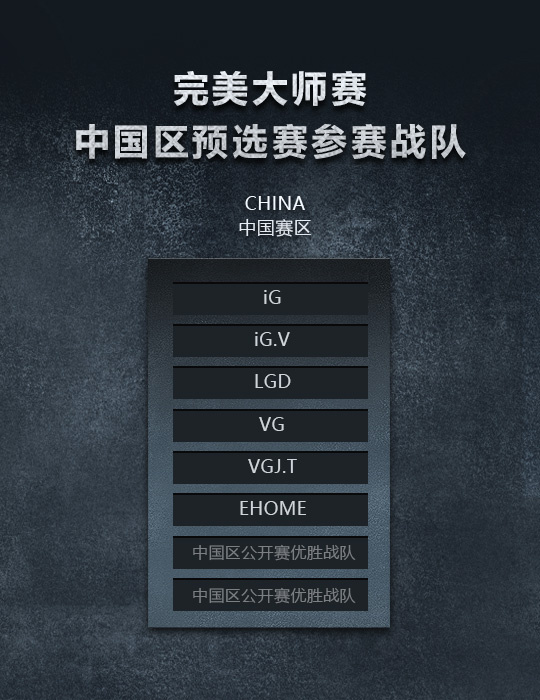 完美大师赛
中国区预选赛参赛战队
CHINA
中国赛区
iG
iG.V
LGD
VG
VGJ.T
EHOME
中国区公开赛优胜战队
中国区公开赛优胜战队